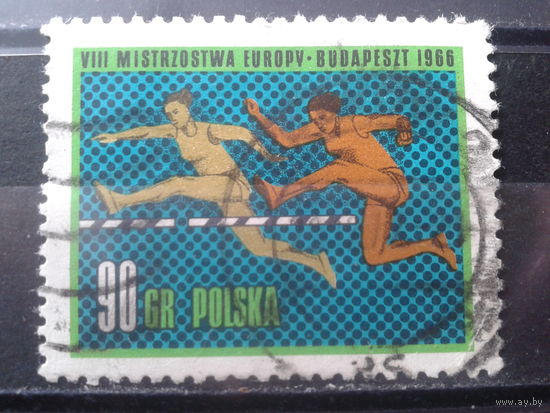 VIII MISTRZOSTWA EUROPY • BUDAPESZT 1966
90 GR POLSKA
www.ay.by